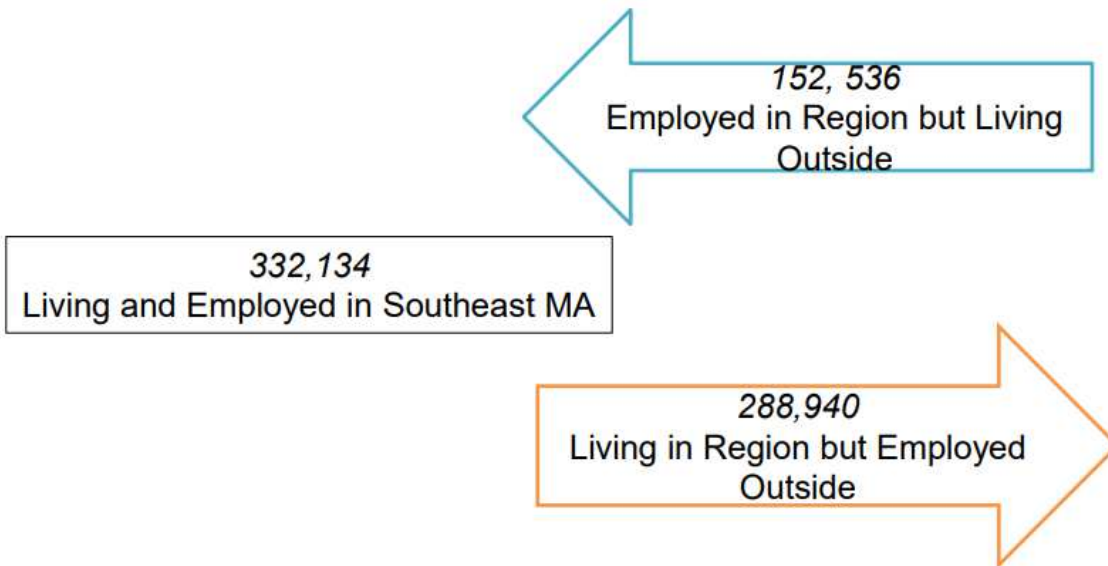 152, 536
Employed in Region but Living
Outside
332,134
Living and Employed in Southeast MA
288,940
Living in Region but Employed
Outside